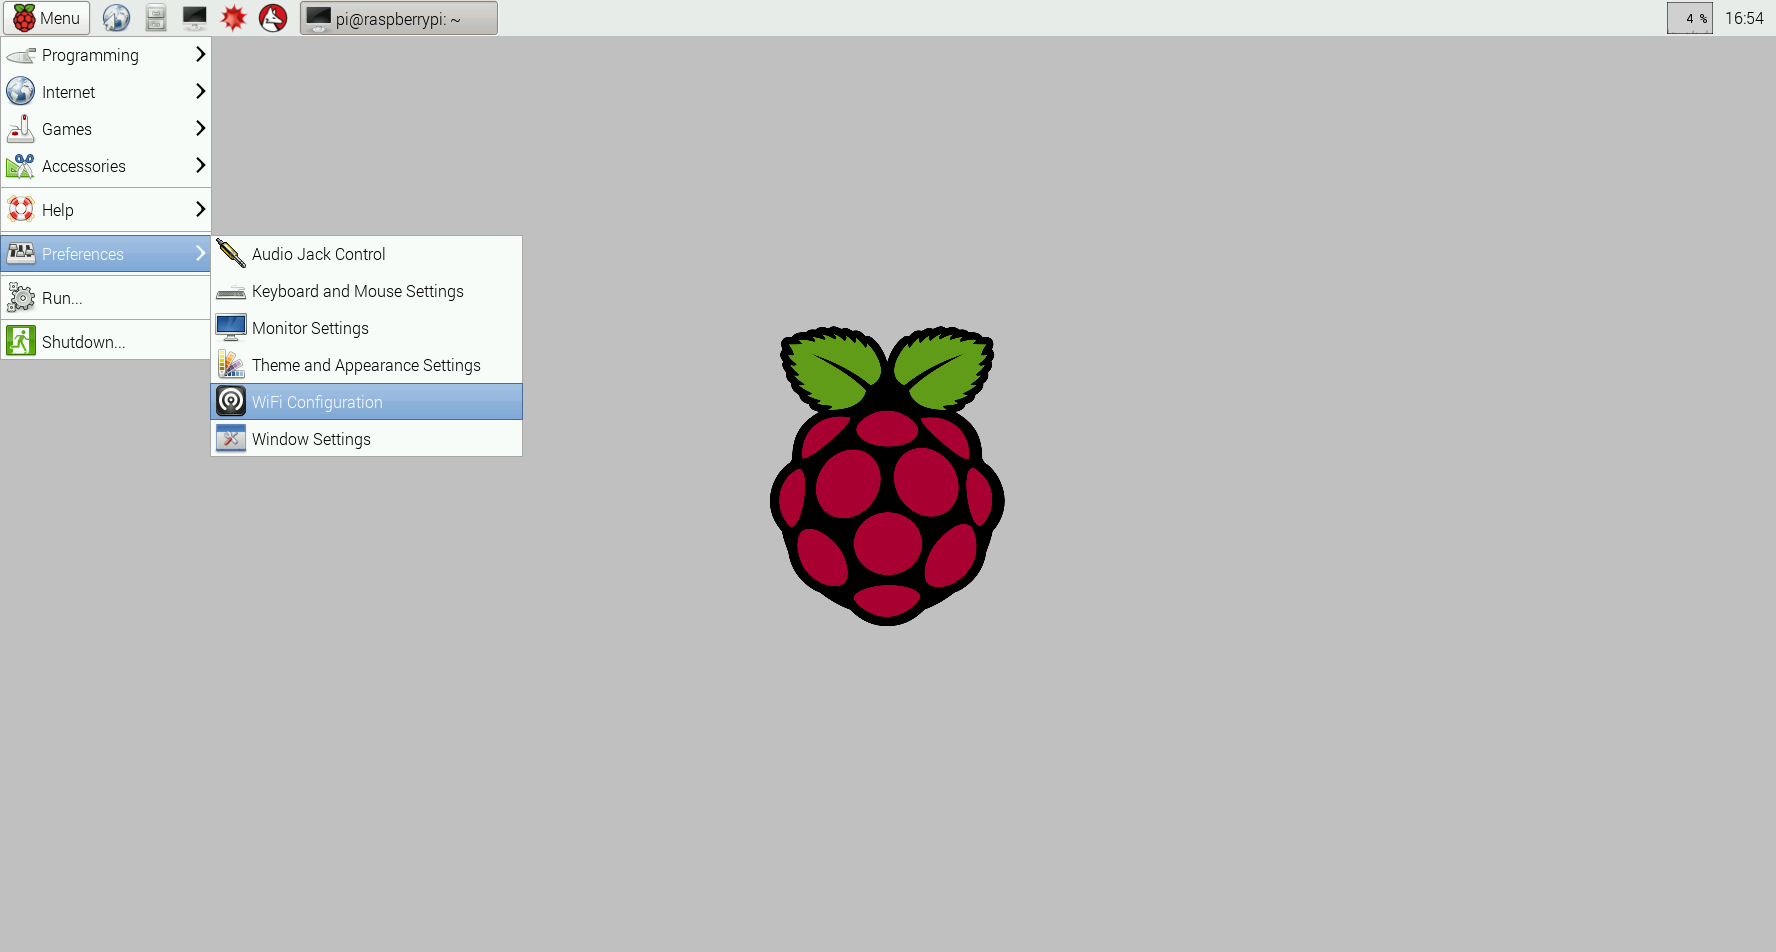 Menu
pi@raspberrypi: ~
4 %
16:54
Programming
Internet
Games
Accessories
Help
Preferences
Run...
Shutdown...
Audio Jack Control
Keyboard and Mouse Settings
Monitor Settings
Theme and Appearance Settings
WiFi Configuration
Window Settings